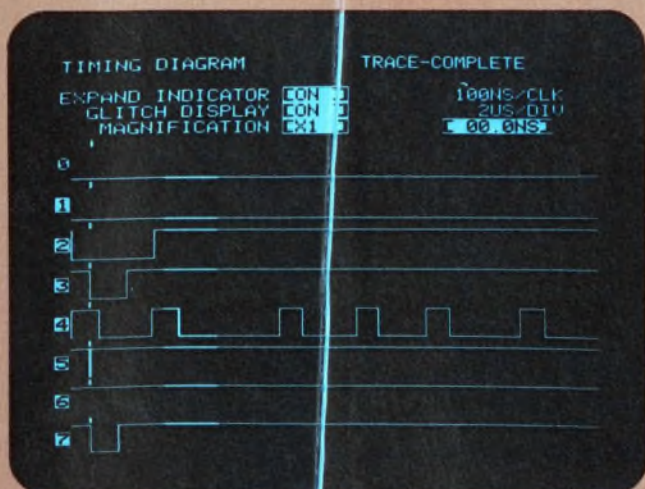 TIMING DIAGRAM TRACE-COMPLETE
EXPAND INDICATOR [ON ] 100NS/CLK
GLITCH DISPLAY [ON ] 2US/DIV
MAGNIFICATION [X1 ] [ 00.0NS]
0
1
2
3
4
5
6
7